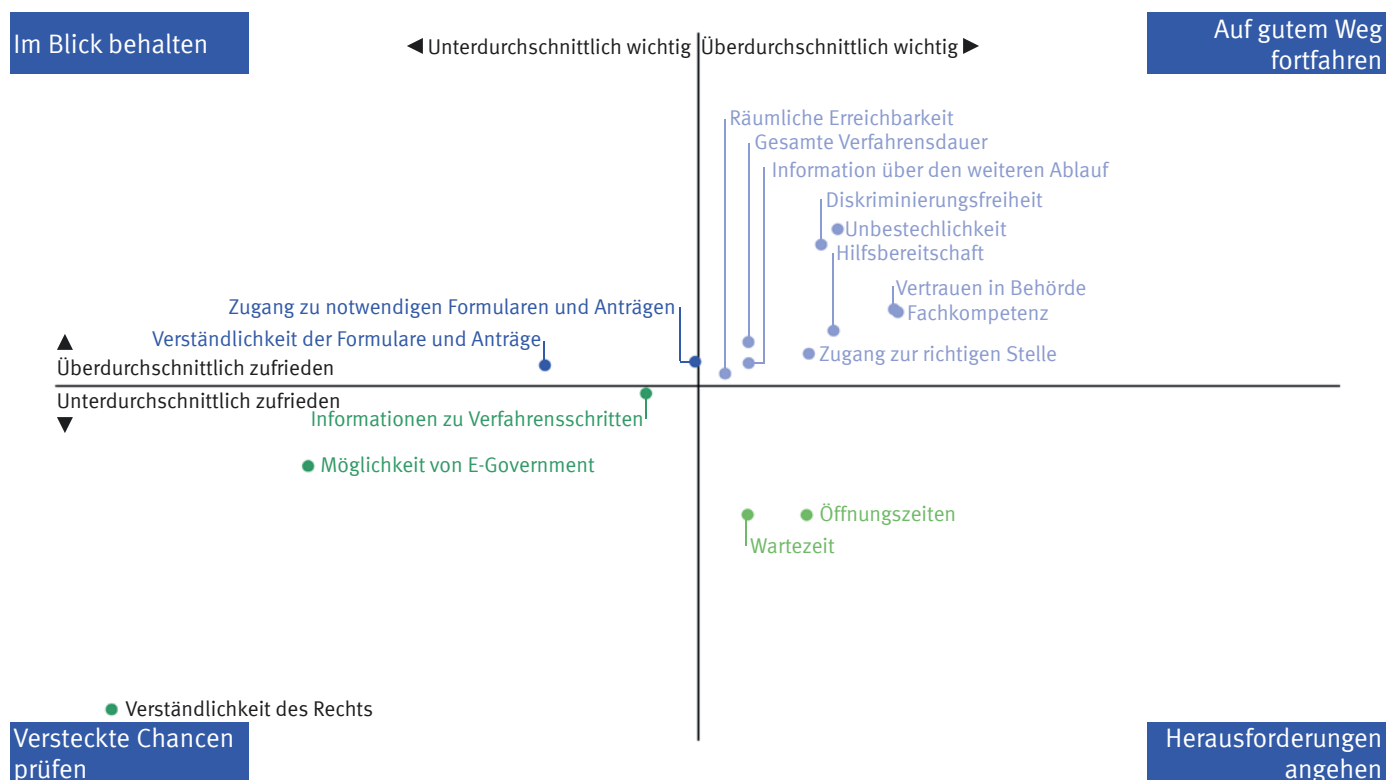 Im Blick behalten
◀ Unterdurchschnittlich wichtig
Überdurchschnittlich wichtig ▶
Auf gutem Weg
fortfahren
Räumliche Erreichbarkeit
Gesamte Verfahrensdauer
Information über den weiteren Ablauf
Diskriminierungsfreiheit
Unbestechlichkeit
Hilfsbereitschaft
Vertrauen in Behörde
Fachkompetenz
Zugang zur richtigen Stelle
Zugang zu notwendigen Formularen und Anträgen
Verständlichkeit der Formulare und Anträge
▲
Überdurchschnittlich zufrieden
Unterdurchschnittlich zufrieden
▼
Informationen zu Verfahrensschritten
Möglichkeit von E-Government
Öffnungszeiten
Wartezeit
Verständlichkeit des Rechts
Versteckte Chancen
prüfen
Herausforderungen
angehen